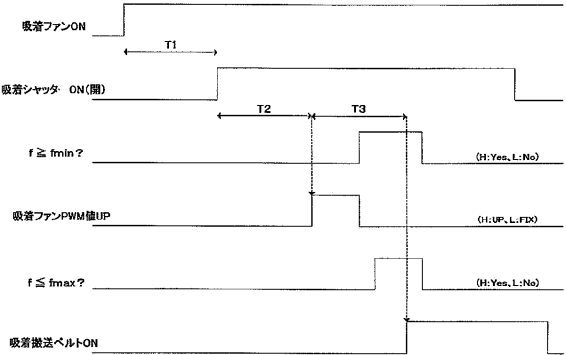 吸着ファンON
T1
吸着シャッタ ON(開)
T2
T3
f≧fmin?
(H:Yes、L:No)
吸着ファンPWM値UP
(H:UP、L:FIX)
f≦fmax?
(H:Yes、L:No)
吸着搬送ベルトON